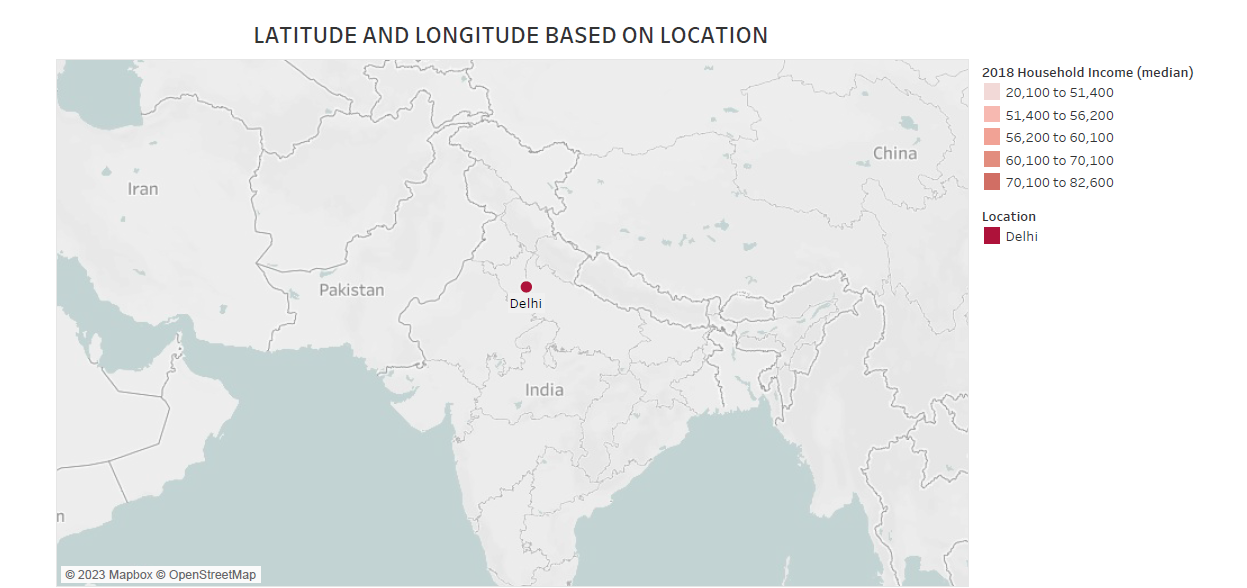 LATITUDE AND LONGITUDE BASED ON LOCATION
2018 Household Income (median)
20,100 to 51,400
51,400 to 56,200
56,200 to 60,100
60,100 to 70,100
70,100 to 82,600
Location
Delhi
China
Iran
Pakistan
Delhi
India
n
© 2023 Mapbox © OpenStreetMap